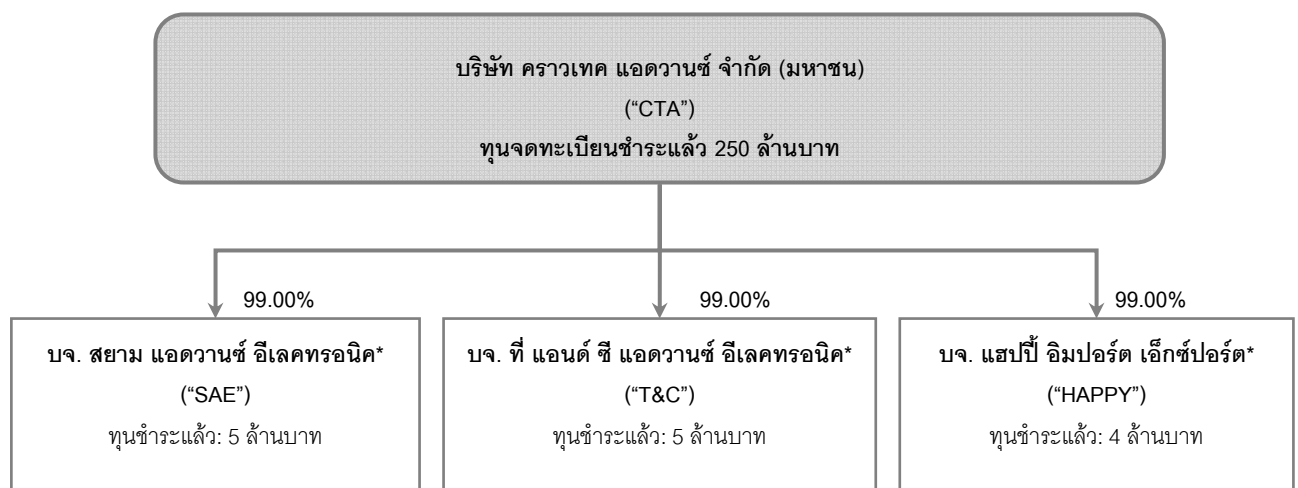 บริษัท คราวเทค แอดวานซ์ จำกัด (มหาชน)
(“CTA”)
ทุนจดทะเบียนชำระแล้ว 250 ล้านบาท
99.00%
99.00%
99.00%
บจ. สยาม แอดวานซ์ อีเลคทรอนิค*
(“SAE”)
ทุนชำระแล้ว: 5 ล้านบาท
บจ. ที แอนด์ ซี แอดวานซ์ อีเลคทรอนิค*
(“T&C”)
ทุนชำระแล้ว: 5 ล้านบาท
บจ. แฮปปี้ อิมปอร์ต เอ็กซ์ปอร์ต*
(“HAPPY”)
ทุนชำระแล้ว: 4 ล้านบาท